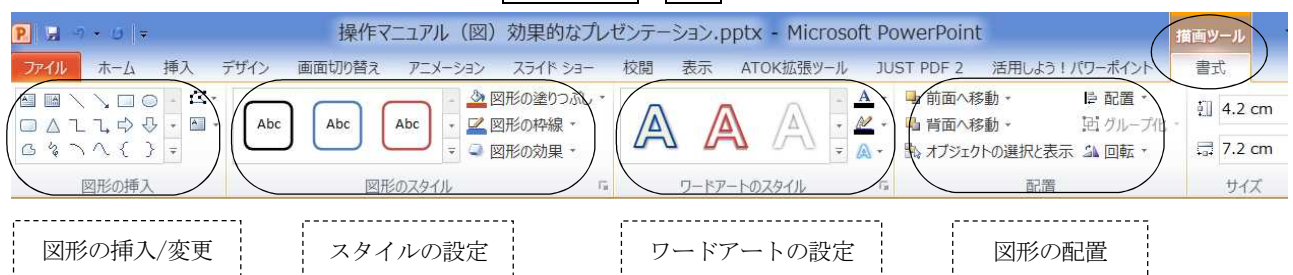 操作マニュアル（図）効果的なプレゼンテーション.pptx - Microsoft PowerPoint
描画ツール
ファイル ホーム 挿入 デザイン 画面切り替え アニメーション スライド ショー 校閲 表示 ATOK拡張ツール JUST PDF 2 活用しよう！パワーポイント 書式
Abc Abc Abc
図形の塗りつぶし
図形の枠線
図形の効果
A A A
A
A
前面へ移動
背面へ移動
オブジェクトの選択と表示
配置
グループ化
回転
4.2 cm
7.2 cm
図形の挿入 図形のスタイル ワードアートのスタイル 配置 サイズ
図形の挿入/変更 スタイルの設定 ワードアートの設定 図形の配置